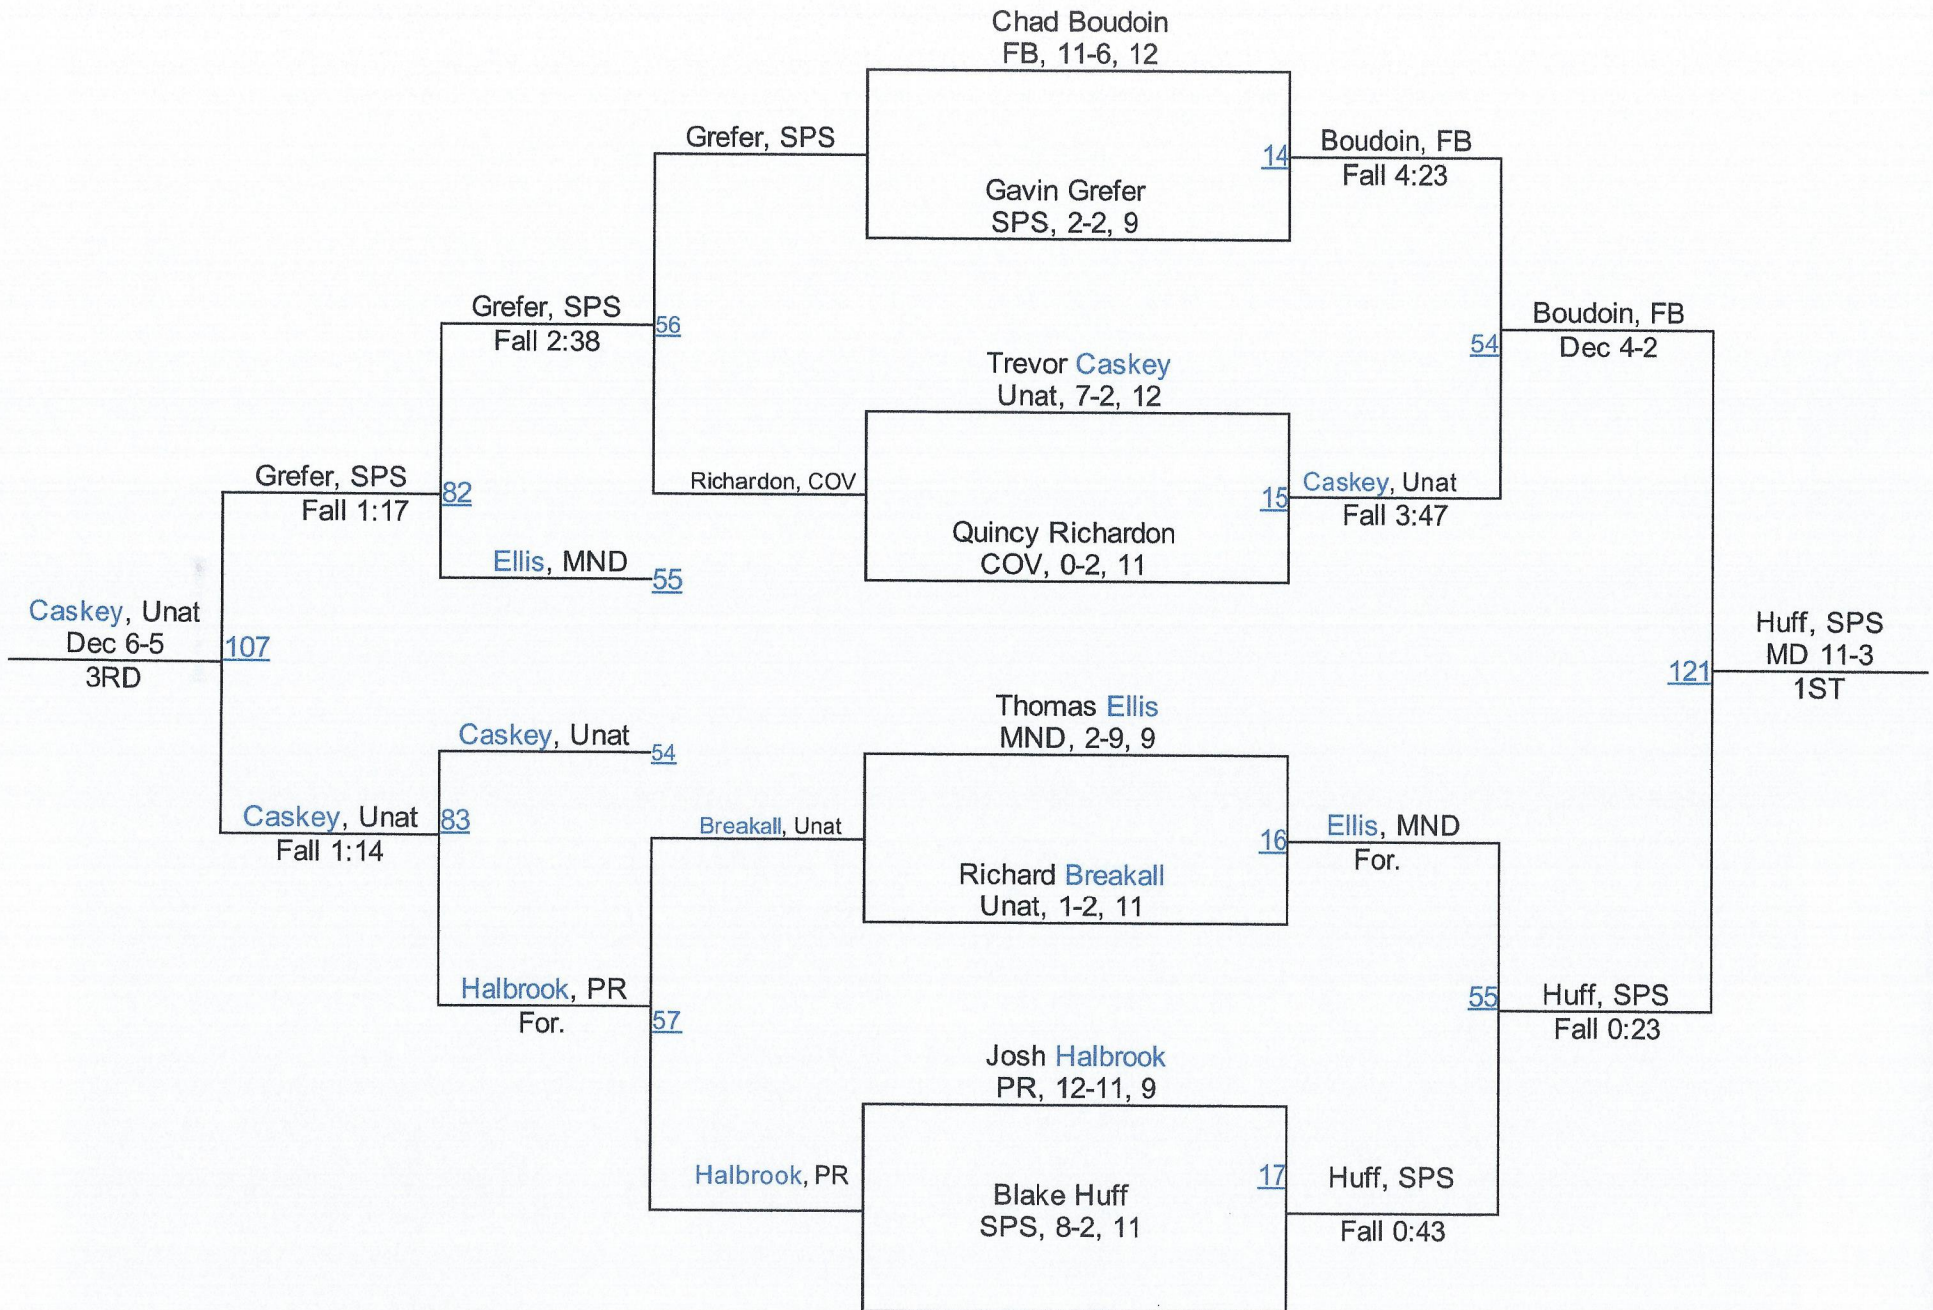 Chad Boudoin
FB, 11-6, 12
Grefer, SPS
14
Boudoin, FB
Fall 4:23
Gavin Grefer
SPS, 2-2, 9
Grefer, SPS
Fall 2:38
56
Boudoin, FB
Dec 4-2
54
Trevor Caskey
Unat, 7-2, 12
Grefer, SPS
Fall 1:17
82
Richardon, COV
15
Caskey, Unat
Fall 3:47
Quincy Richardon
COV, 0-2, 11
Ellis, MND
55
Caskey, Unat
Dec 6-5
3RD
107
Huff, SPS
MD 11-3
1ST
121
Thomas Ellis
MND, 2-9, 9
Caskey, Unat
54
Caskey, Unat
Fall 1:14
83
Breakall, Unat
16
Ellis, MND
For.
Richard Breakall
Unat, 1-2, 11
Halbrook, PR
For.
57
55
Huff, SPS
Fall 0:23
Josh Halbrook
PR, 12-11, 9
Halbrook, PR
17
Huff, SPS
Fall 0:43
Blake Huff
SPS, 8-2, 11